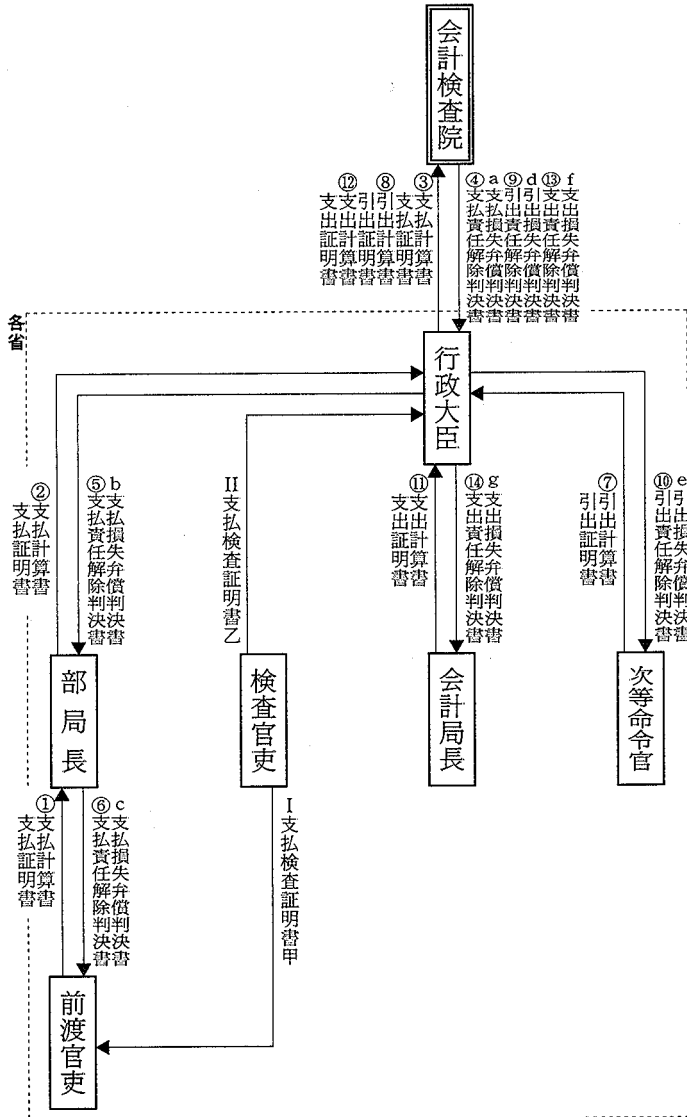 会計検査院
f支出損失弁償判決書
⑬支出責任解除判決書
d引出損失弁償判決書
⑨引出責任解除判決書
a支払損失弁償判決書
④支払責任解除判決書
③支払計算書
支払証明書
⑧引出計算書
引出証明書
⑫支出計算書
支出証明書
各省
行政大臣
e引出損失弁償判決書
⑩引出責任解除判決書
⑦引出計算書
引出証明書
g支出損失弁償判決書
⑭支出責任解除判決書
⑪支出計算書
支出証明書
II支払検査証明書乙
b支払損失弁償判決書
⑤支払責任解除判決書
②支払計算書
支払証明書
次等命令官
会計局長
検査官吏
部局長
I支払検査証明書甲
c支払損失弁償判決書
⑥支払責任解除判決書
①支払計算書
支払証明書
前渡官吏